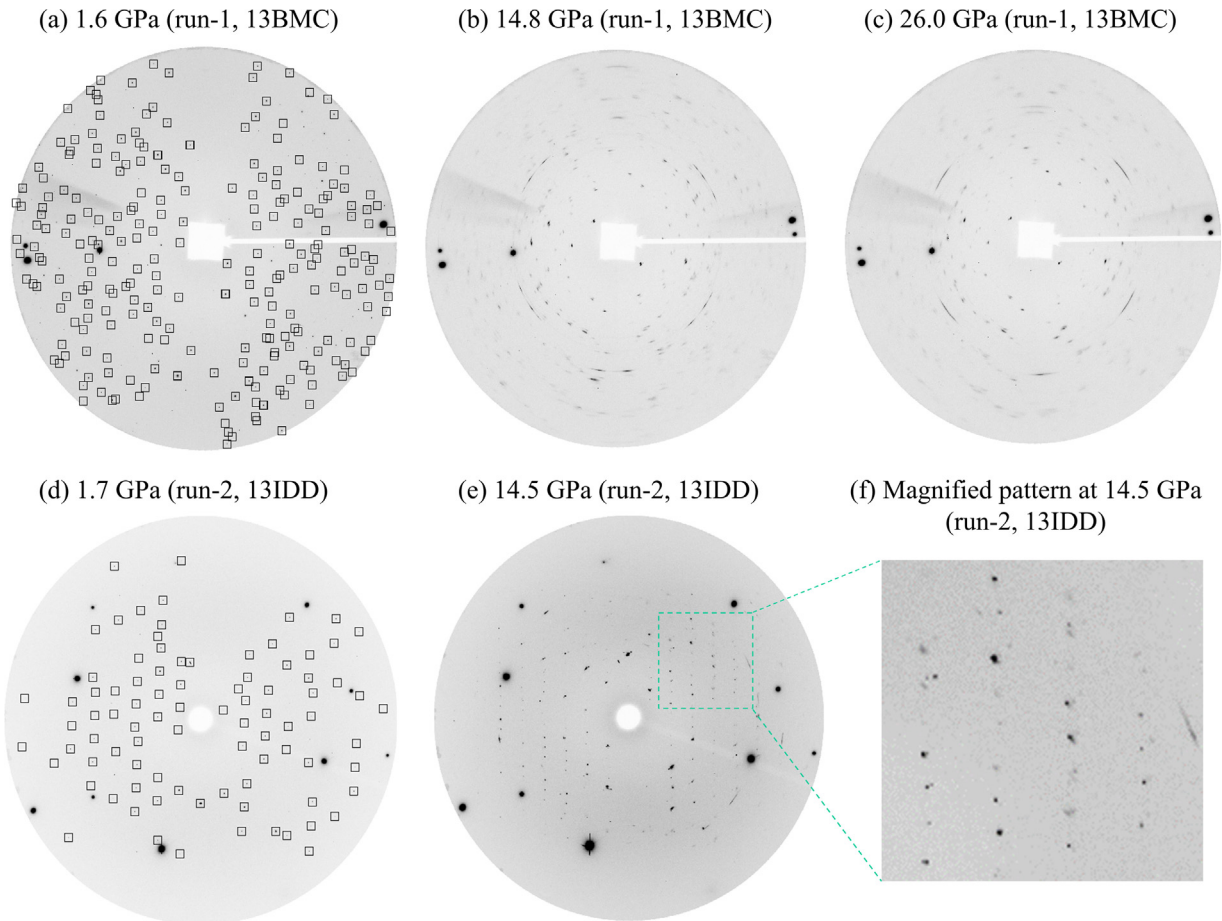 (a) 1.6 GPa (run-1, 13BMC)
(b) 14.8 GPa (run-1, 13BMC)
(c) 26.0 GPa (run-1, 13BMC)
(d) 1.7 GPa (run-2, 13IDD)
(e) 14.5 GPa (run-2, 13IDD)
(f) Magnified pattern at 14.5 GPa
(run-2, 13IDD)